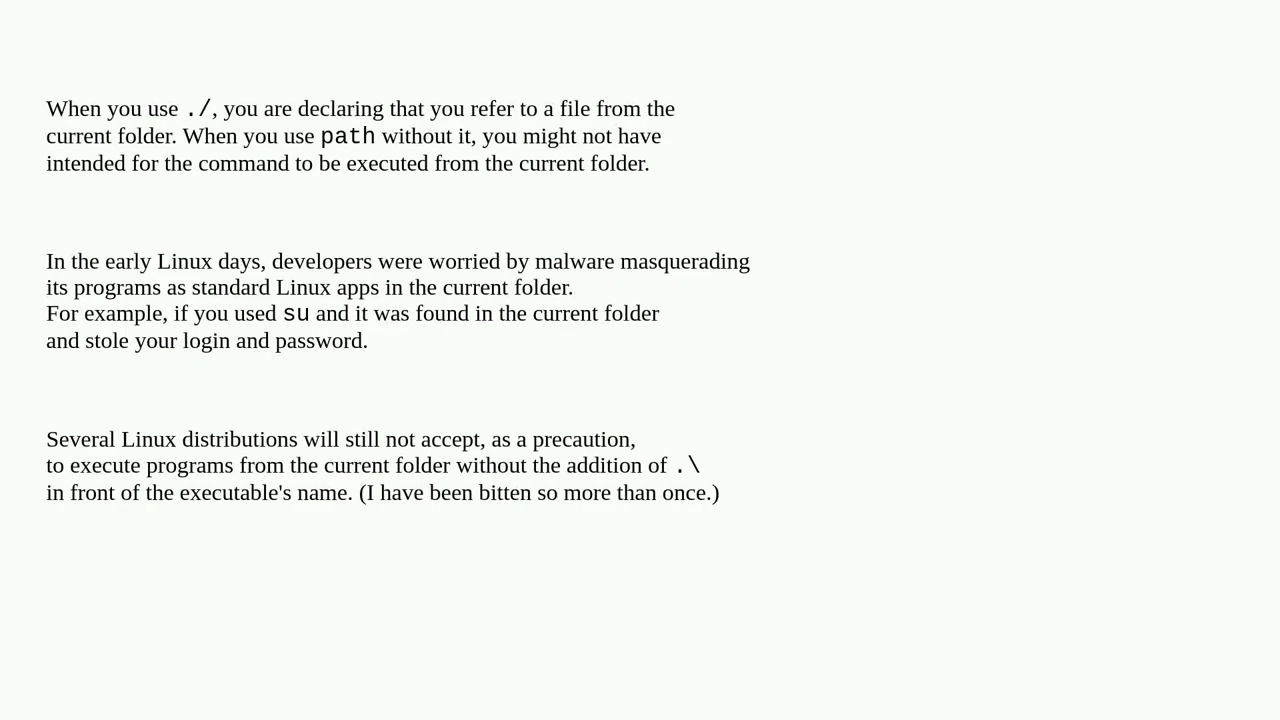 When you use ./, you are declaring that you refer to a file from the
current folder. When you use path without it, you might not have
intended for the command to be executed from the current folder.
In the early Linux days, developers were worried by malware masquerading
its programs as standard Linux apps in the current folder.
For example, if you used su and it was found in the current folder
and stole your login and password.
Several Linux distributions will still not accept, as a precaution,
to execute programs from the current folder without the addition of .\
in front of the executable's name. (I have been bitten so more than once.)